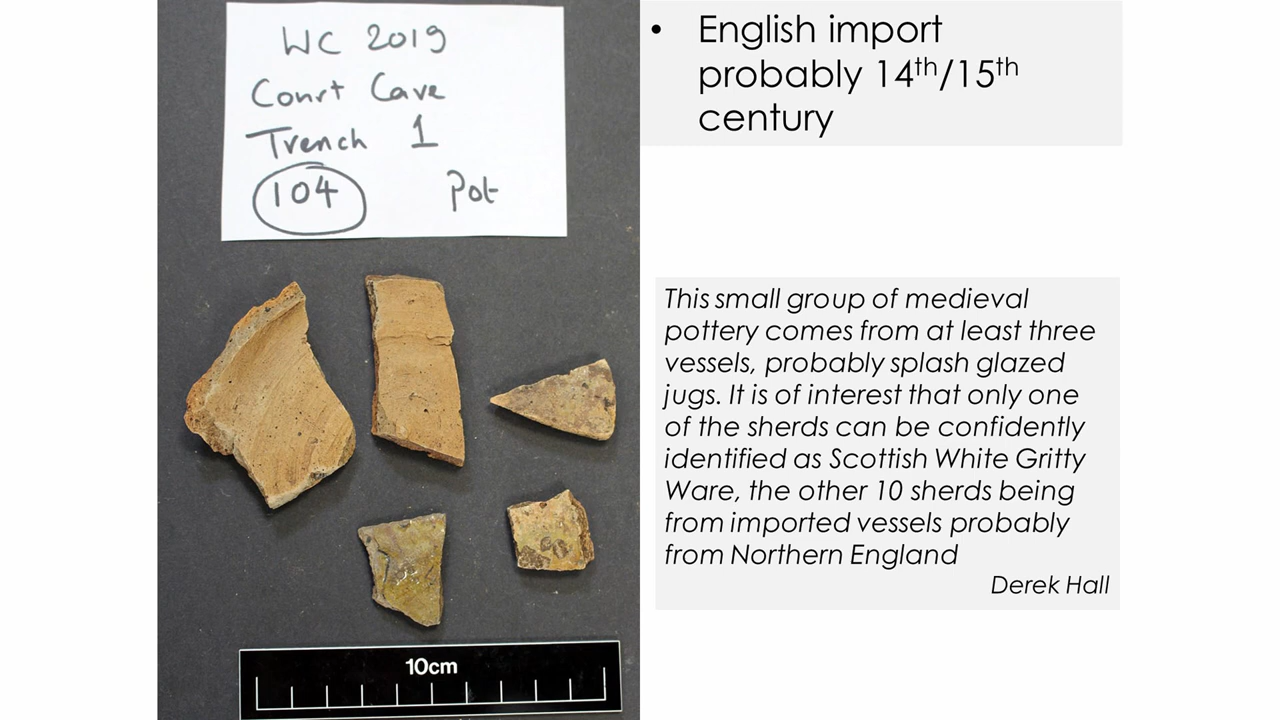 WC 2019
Court Cave
Trench 1
104 Pot
10cm
• English import
probably 14th/15th
century
This small group of medieval
pottery comes from at least three
vessels, probably splash glazed
jugs. It is of interest that only one
of the sherds can be confidently
identified as Scottish White Gritty
Ware, the other 10 sherds being
from imported vessels probably
from Northern England
Derek Hall